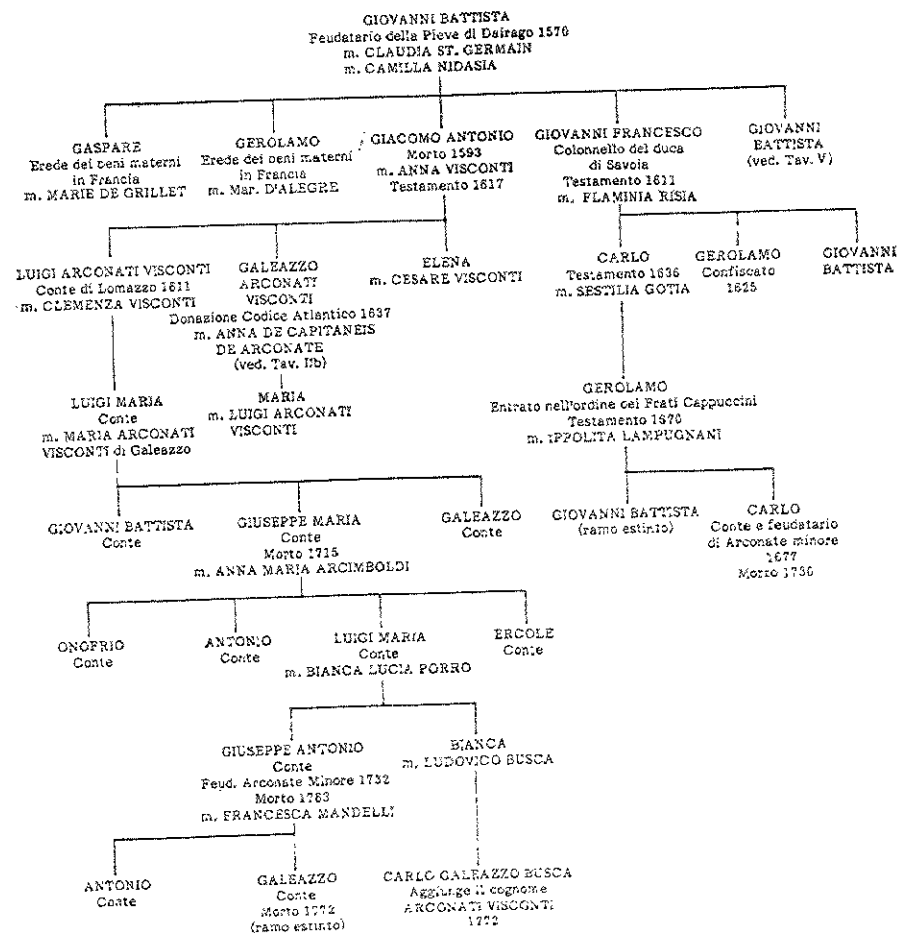 GIOVANNI BATTISTA
Feudatario della Pieve di Dairago 1570
m. CLAUDIA ST. GERMAIN
m. CAMILLA NIDASIA
GASPARE
Erede dei beni materni
in Francia
m. MARIE DE GRILLET
GEROLAMO
Erede dei beni materni
in Francia
m. Mar. D'ALEGRE
GIACOMO ANTONIO
Morto 1593
m. ANNA VISCONTI
Testamento 1617
GIOVANNI FRANCESCO
Colonnello del duca
di Savoia
Testamento 1611
m. FLAMINIA RISIA
GIOVANNI
BATTISTA
(ved. Tav. V)
LUIGI ARCONATI VISCONTI
Conte di Lomazzo 1611
m. CLEMENZA VISCONTI
GALEAZZO
ARCONATI
VISCONTI
Donazione Codice Atlantico 1637
m. ANNA DE CAPITANEIS
DE ARCONATE
(ved. Tav. IIb)
ELENA
m. CESARE VISCONTI
CARLO
Testamento 1636
m. SESTILIA GOTIA
GEROLAMO
Confiscato
1625
GIOVANNI
BATTISTA
LUIGI MARIA
Conte
m. MARIA ARCONATI
VISCONTI di Galeazzo
MARIA
m. LUIGI ARCONATI
VISCONTI
GEROLAMO
Entrato nell'ordine dei Frati Cappuccini
Testamento 1670
m. IPPOLITA LAMPUGNANI
GIOVANNI BATTISTA
Conte
GIUSEPPE MARIA
Conte
Morto 1715
m. ANNA MARIA ARCIMBOLDI
GALEAZZO
Conte
GIOVANNI BATTISTA
(ramo estinto)
CARLO
Conte e feudatario
di Arconate minore
1677
Morto 1730
ONOFRIO
Conte
ANTONIO
Conte
LUIGI MARIA
Conte
m. BIANCA LUCIA PORRO
ERCOLE
Conte
GIUSEPPE ANTONIO
Conte
Feud. Arconate Minore 1732
Morto 1763
m. FRANCESCA MANDELLI
BIANCA
m. LUDOVICO BUSCA
ANTONIO
Conte
GALEAZZO
Conte
Morto 1772
(ramo estinto)
CARLO GALEAZZO BUSCA
Aggiunge il cognome
ARCONATI VISCONTI
1772